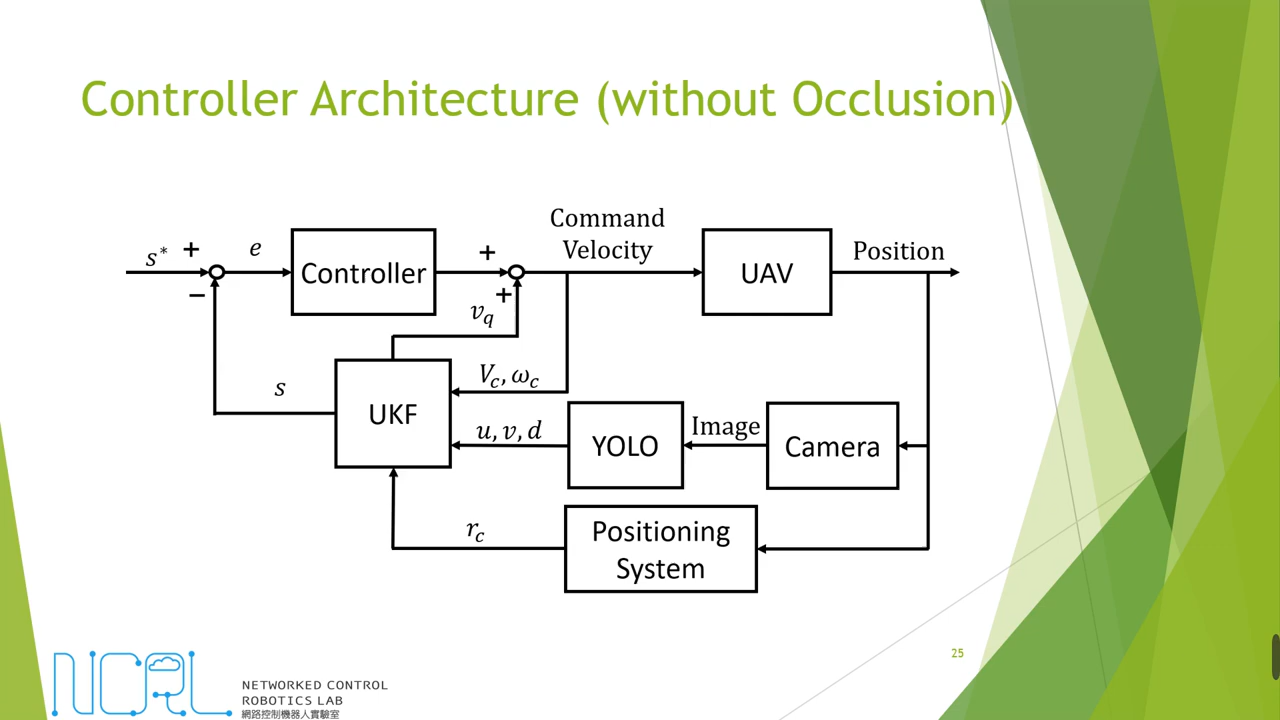 Controller Architecture (without Occlusion)
s* + e Controller + Command
Velocity UAV Position
−
+
v_q
s UKF V_c, ω_c
u, v, d YOLO Image Camera
r_c Positioning
System
25
NCRL
NETWORKED CONTROL
ROBOTICS LAB
網路控制機器人實驗室